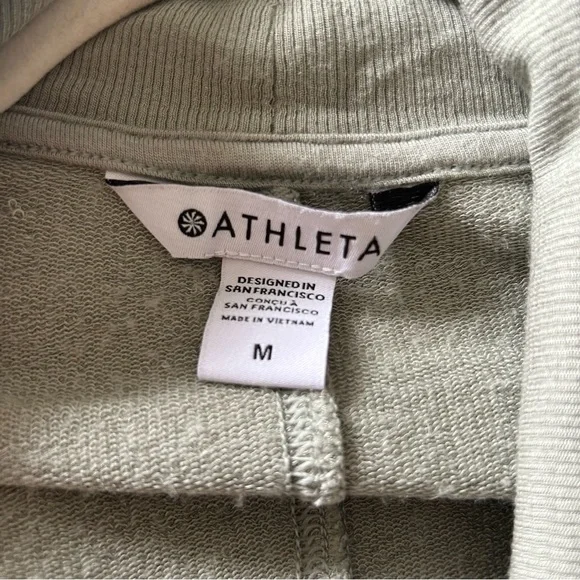 ATHLETA
DESIGNED IN
SAN FRANCISCO
CONÇU À
SAN FRANCISCO
MADE IN VIETNAM
M